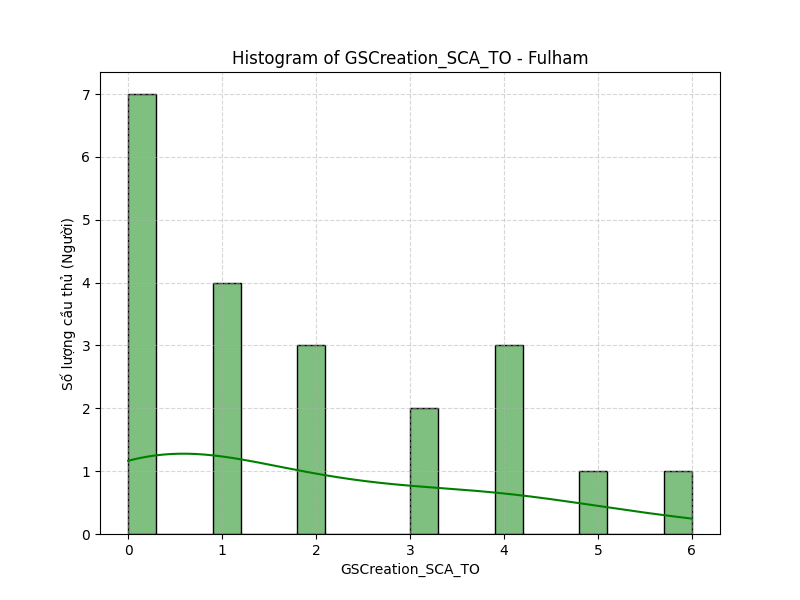 Histogram of GSCreation_SCA_TO - Fulham
Số lượng cầu thủ (Người)
7
6
5
4
3
2
1
0
0 1 2 3 4 5 6
GSCreation_SCA_TO